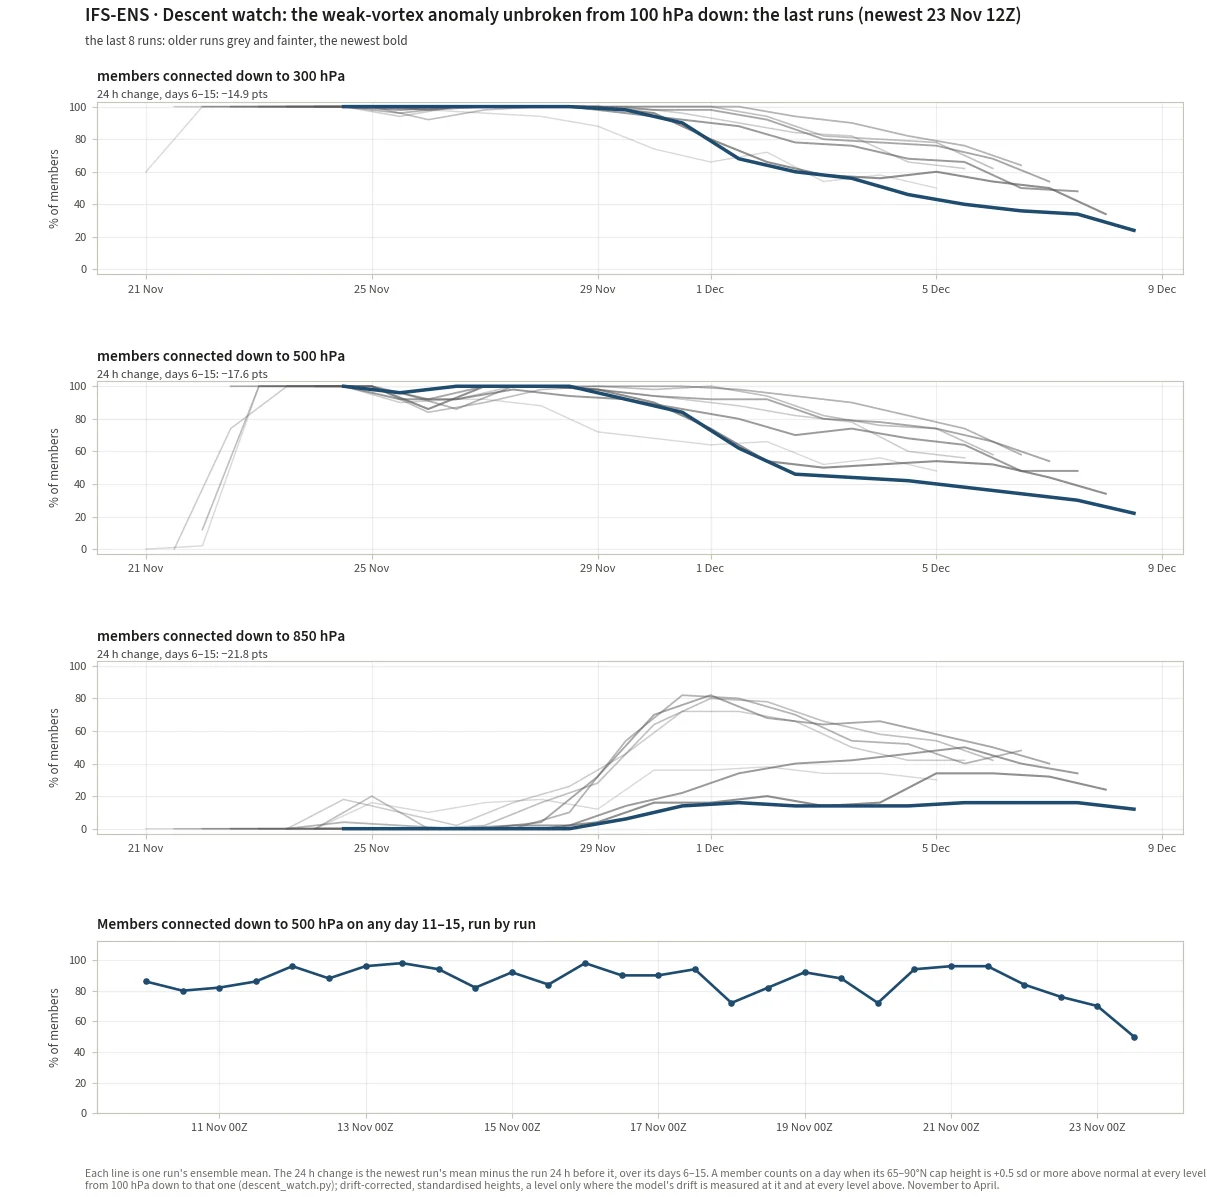 IFS-ENS · Descent watch: the weak-vortex anomaly unbroken from 100 hPa down: the last runs (newest 23 Nov 12Z)
the last 8 runs: older runs grey and fainter, the newest bold
members connected down to 300 hPa
24 h change, days 6–15: −14.9 pts
% of members
100
80
60
40
20
0
21 Nov
25 Nov
29 Nov
1 Dec
5 Dec
9 Dec
members connected down to 500 hPa
24 h change, days 6–15: −17.6 pts
% of members
100
80
60
40
20
0
21 Nov
25 Nov
29 Nov
1 Dec
5 Dec
9 Dec
members connected down to 850 hPa
24 h change, days 6–15: −21.8 pts
% of members
100
80
60
40
20
0
21 Nov
25 Nov
29 Nov
1 Dec
5 Dec
9 Dec
Members connected down to 500 hPa on any day 11–15, run by run
% of members
100
80
60
40
20
0
11 Nov 00Z
13 Nov 00Z
15 Nov 00Z
17 Nov 00Z
19 Nov 00Z
21 Nov 00Z
23 Nov 00Z
Each line is one run's ensemble mean. The 24 h change is the newest run's mean minus the run 24 h before it, over its days 6–15. A member counts on a day when its 65–90°N cap height is +0.5 sd or more above normal at every level
from 100 hPa down to that one (descent_watch.py); drift-corrected, standardised heights, a level only where the model's drift is measured at it and at every level above. November to April.